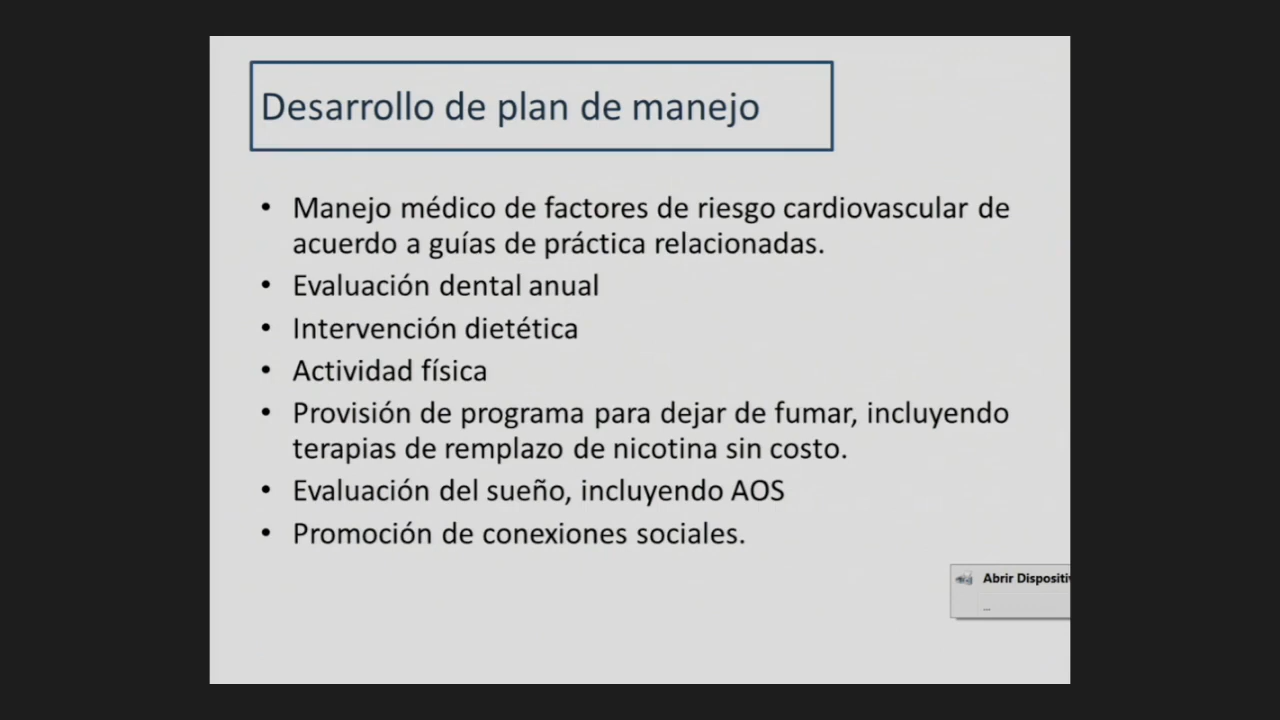 Desarrollo de plan de manejo
• Manejo médico de factores de riesgo cardiovascular de
acuerdo a guías de práctica relacionadas.
• Evaluación dental anual
• Intervención dietética
• Actividad física
• Provisión de programa para dejar de fumar, incluyendo
terapias de remplazo de nicotina sin costo.
• Evaluación del sueño, incluyendo AOS
• Promoción de conexiones sociales.
Abrir
...